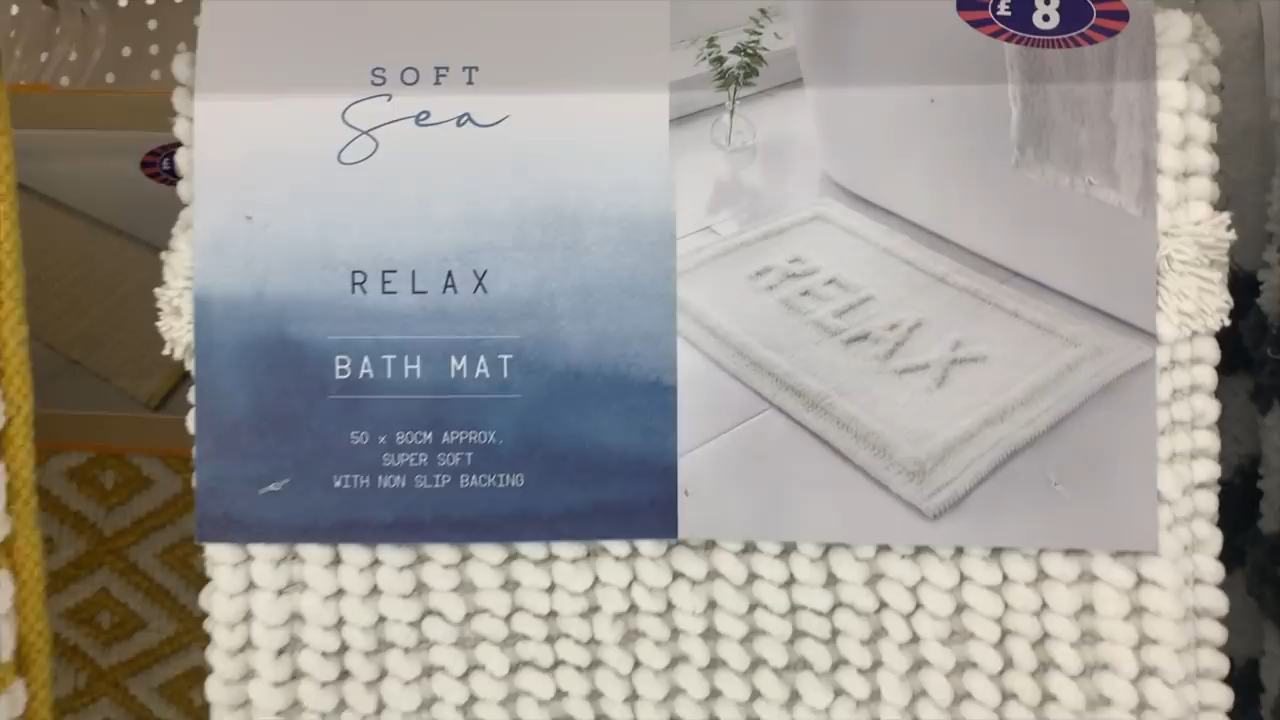 SOFT
Sea
RELAX
BATH MAT
50 x 80CM APPROX.
SUPER SOFT
WITH NON SLIP BACKING
£8
RELAX
£